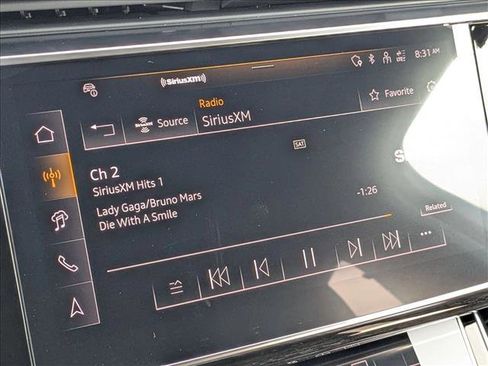 ((SiriusXM))
8:31 AM
Radio
Source
SiriusXM
Favorite
SAT
Ch 2
SiriusXM Hits 1
Lady Gaga/Bruno Mars
Die With A Smile
-1:26
Related